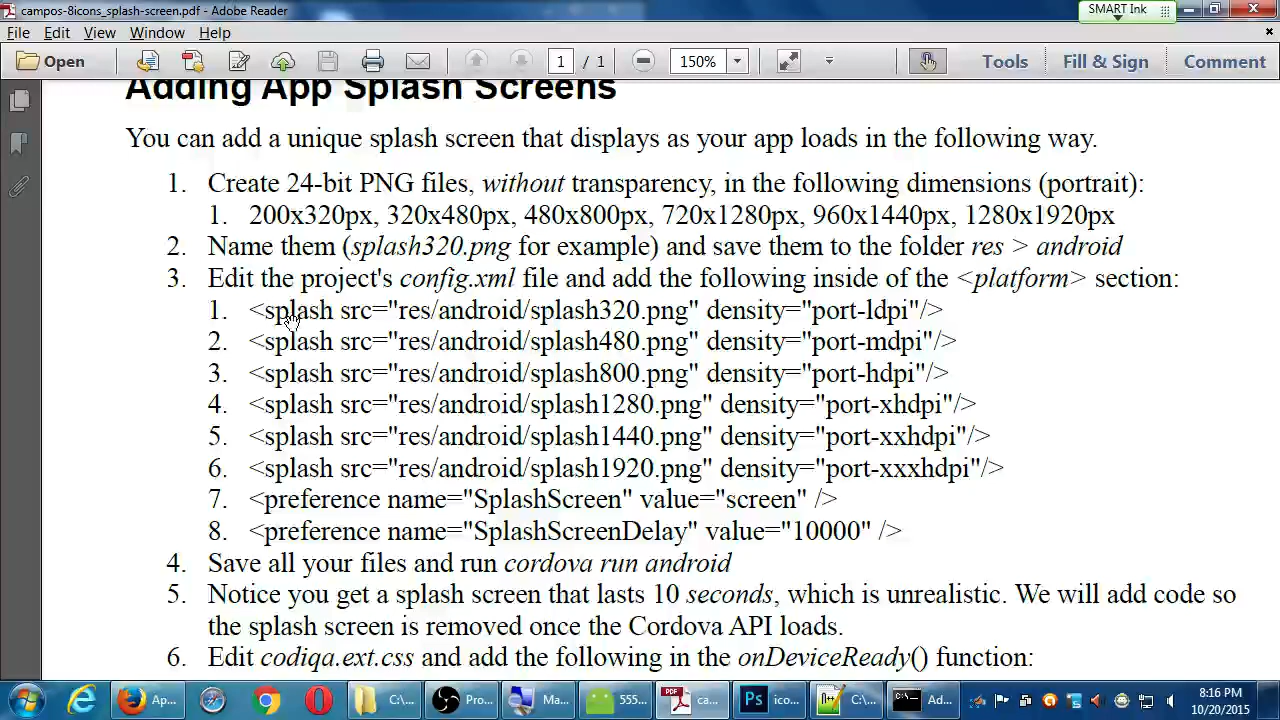 campos-8icons_splash-screen.pdf - Adobe Reader
SMART Ink
File Edit View Window Help
Open 1 / 1 150% Tools Fill & Sign Comment
Adding App Splash Screens
You can add a unique splash screen that displays as your app loads in the following way.
1. Create 24-bit PNG files, without transparency, in the following dimensions (portrait):
1. 200x320px, 320x480px, 480x800px, 720x1280px, 960x1440px, 1280x1920px
2. Name them (splash320.png for example) and save them to the folder res > android
3. Edit the project's config.xml file and add the following inside of the <platform> section:
1. <splash src="res/android/splash320.png" density="port-ldpi"/>
2. <splash src="res/android/splash480.png" density="port-mdpi"/>
3. <splash src="res/android/splash800.png" density="port-hdpi"/>
4. <splash src="res/android/splash1280.png" density="port-xhdpi"/>
5. <splash src="res/android/splash1440.png" density="port-xxhdpi"/>
6. <splash src="res/android/splash1920.png" density="port-xxxhdpi"/>
7. <preference name="SplashScreen" value="screen" />
8. <preference name="SplashScreenDelay" value="10000" />
4. Save all your files and run cordova run android
5. Notice you get a splash screen that lasts 10 seconds, which is unrealistic. We will add code so
the splash screen is removed once the Cordova API loads.
6. Edit codiqa.ext.css and add the following in the onDeviceReady() function:
Ap... C:\... Pro... Ma... 555... ca... Ps ico... C:\... Ad... 8:16 PM
10/20/2015